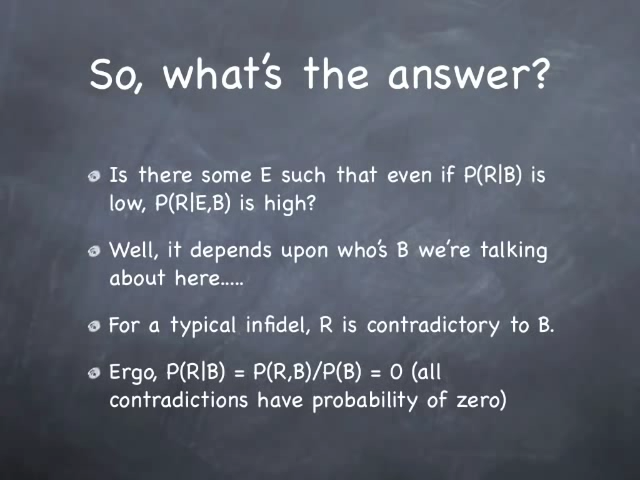 So, what's the answer?
Is there some E such that even if P(R|B) is
low, P(R|E,B) is high?
Well, it depends upon who's B we're talking
about here.....
For a typical infidel, R is contradictory to B.
Ergo, P(R|B) = P(R,B)/P(B) = 0 (all
contradictions have probability of zero)